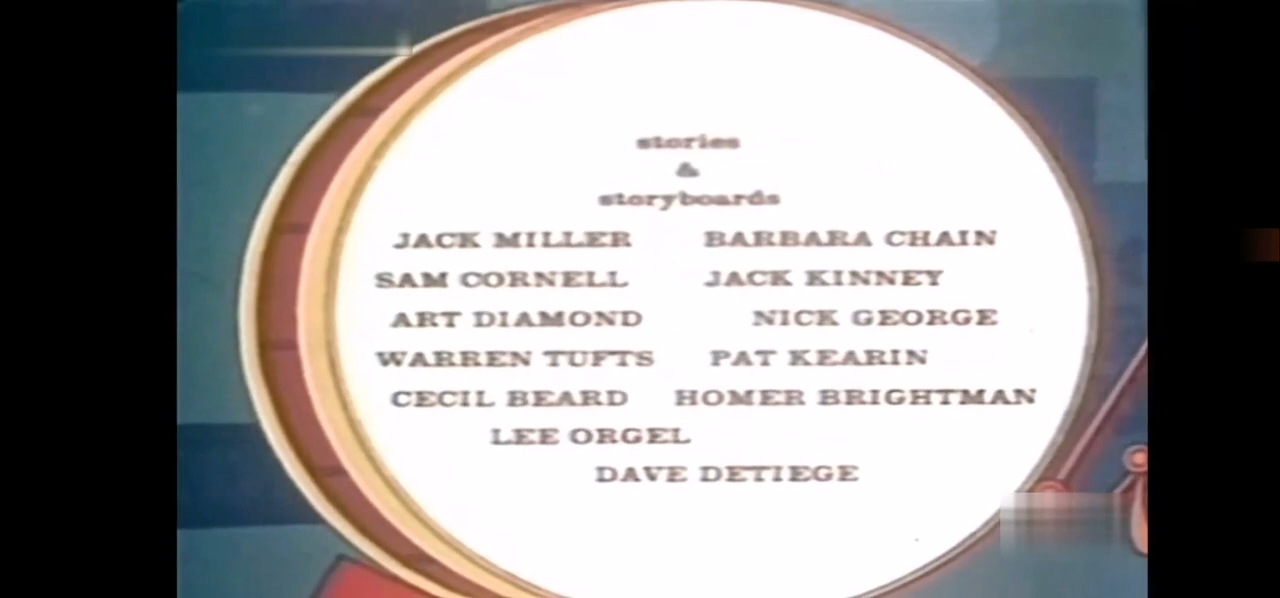 stories
&
storyboards
JACK MILLER BARBARA CHAIN
SAM CORNELL JACK KINNEY
ART DIAMOND NICK GEORGE
WARREN TUFTS PAT KEARIN
CECIL BEARD HOMER BRIGHTMAN
LEE ORGEL
DAVE DETIEGE